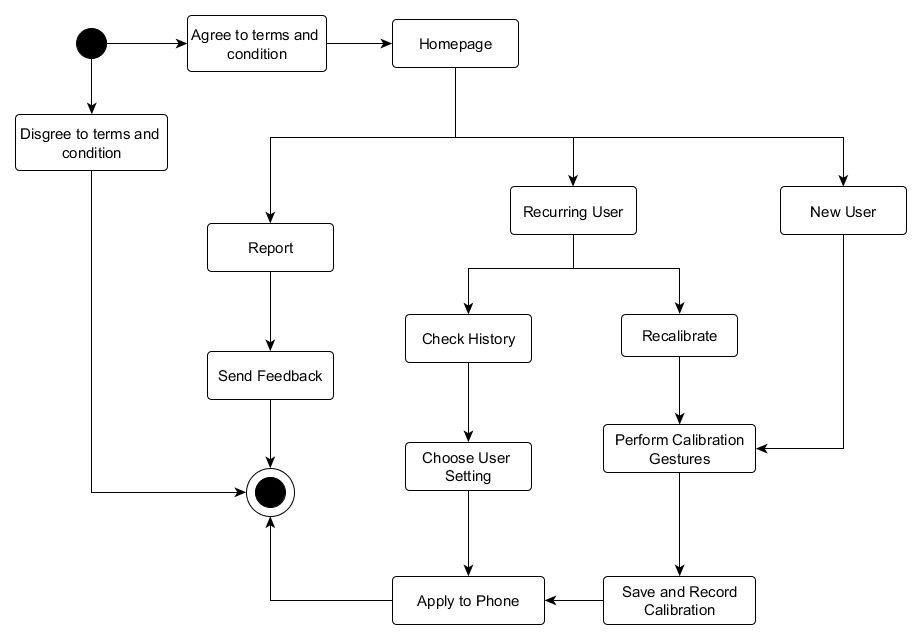 Agree to terms and
condition
Homepage
Disgree to terms and
condition
Recurring User
New User
Report
Check History
Recalibrate
Send Feedback
Perform Calibration
Gestures
Choose User
Setting
Apply to Phone
Save and Record
Calibration